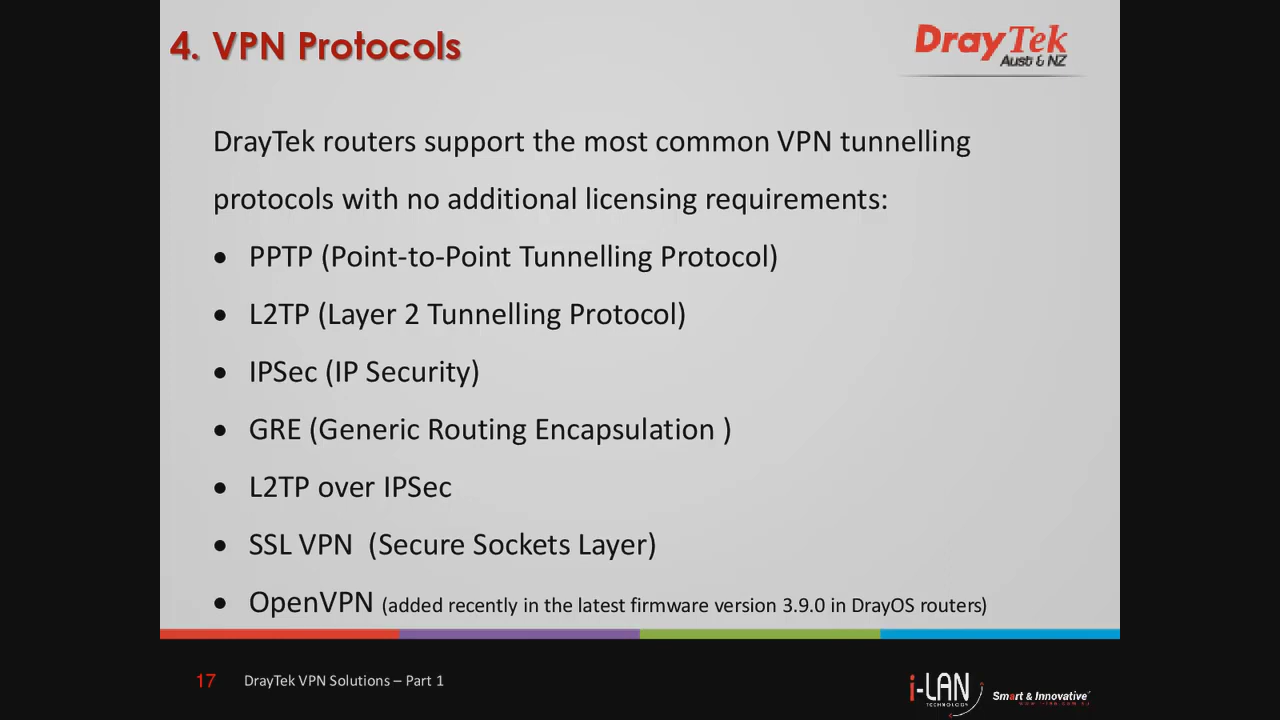 4. VPN Protocols
DrayTek
Aust & NZ
DrayTek routers support the most common VPN tunnelling
protocols with no additional licensing requirements:
• PPTP (Point-to-Point Tunnelling Protocol)
• L2TP (Layer 2 Tunnelling Protocol)
• IPSec (IP Security)
• GRE (Generic Routing Encapsulation )
• L2TP over IPSec
• SSL VPN  (Secure Sockets Layer)
• OpenVPN (added recently in the latest firmware version 3.9.0 in DrayOS routers)
17 DrayTek VPN Solutions – Part 1
i-LAN
TECHNOLOGY
Smart & Innovative